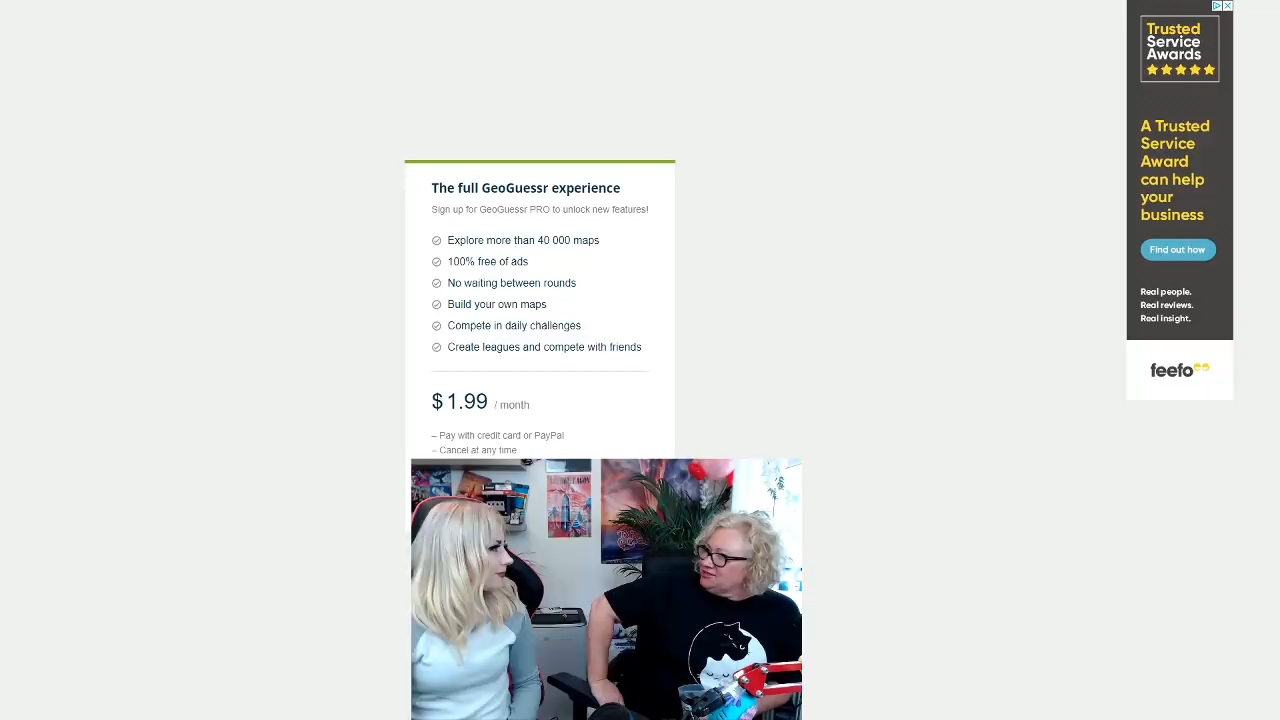 The full GeoGuessr experience
Sign up for GeoGuessr PRO to unlock new features!
Explore more than 40 000 maps
100% free of ads
No waiting between rounds
Build your own maps
Compete in daily challenges
Create leagues and compete with friends
$ 1.99 / month
– Pay with credit card or PayPal
– Cancel at any time
Trusted
Service
Awards
A Trusted
Service
Award
can help
your
business
Find out how
Real people.
Real reviews.
Real insight.
feefo